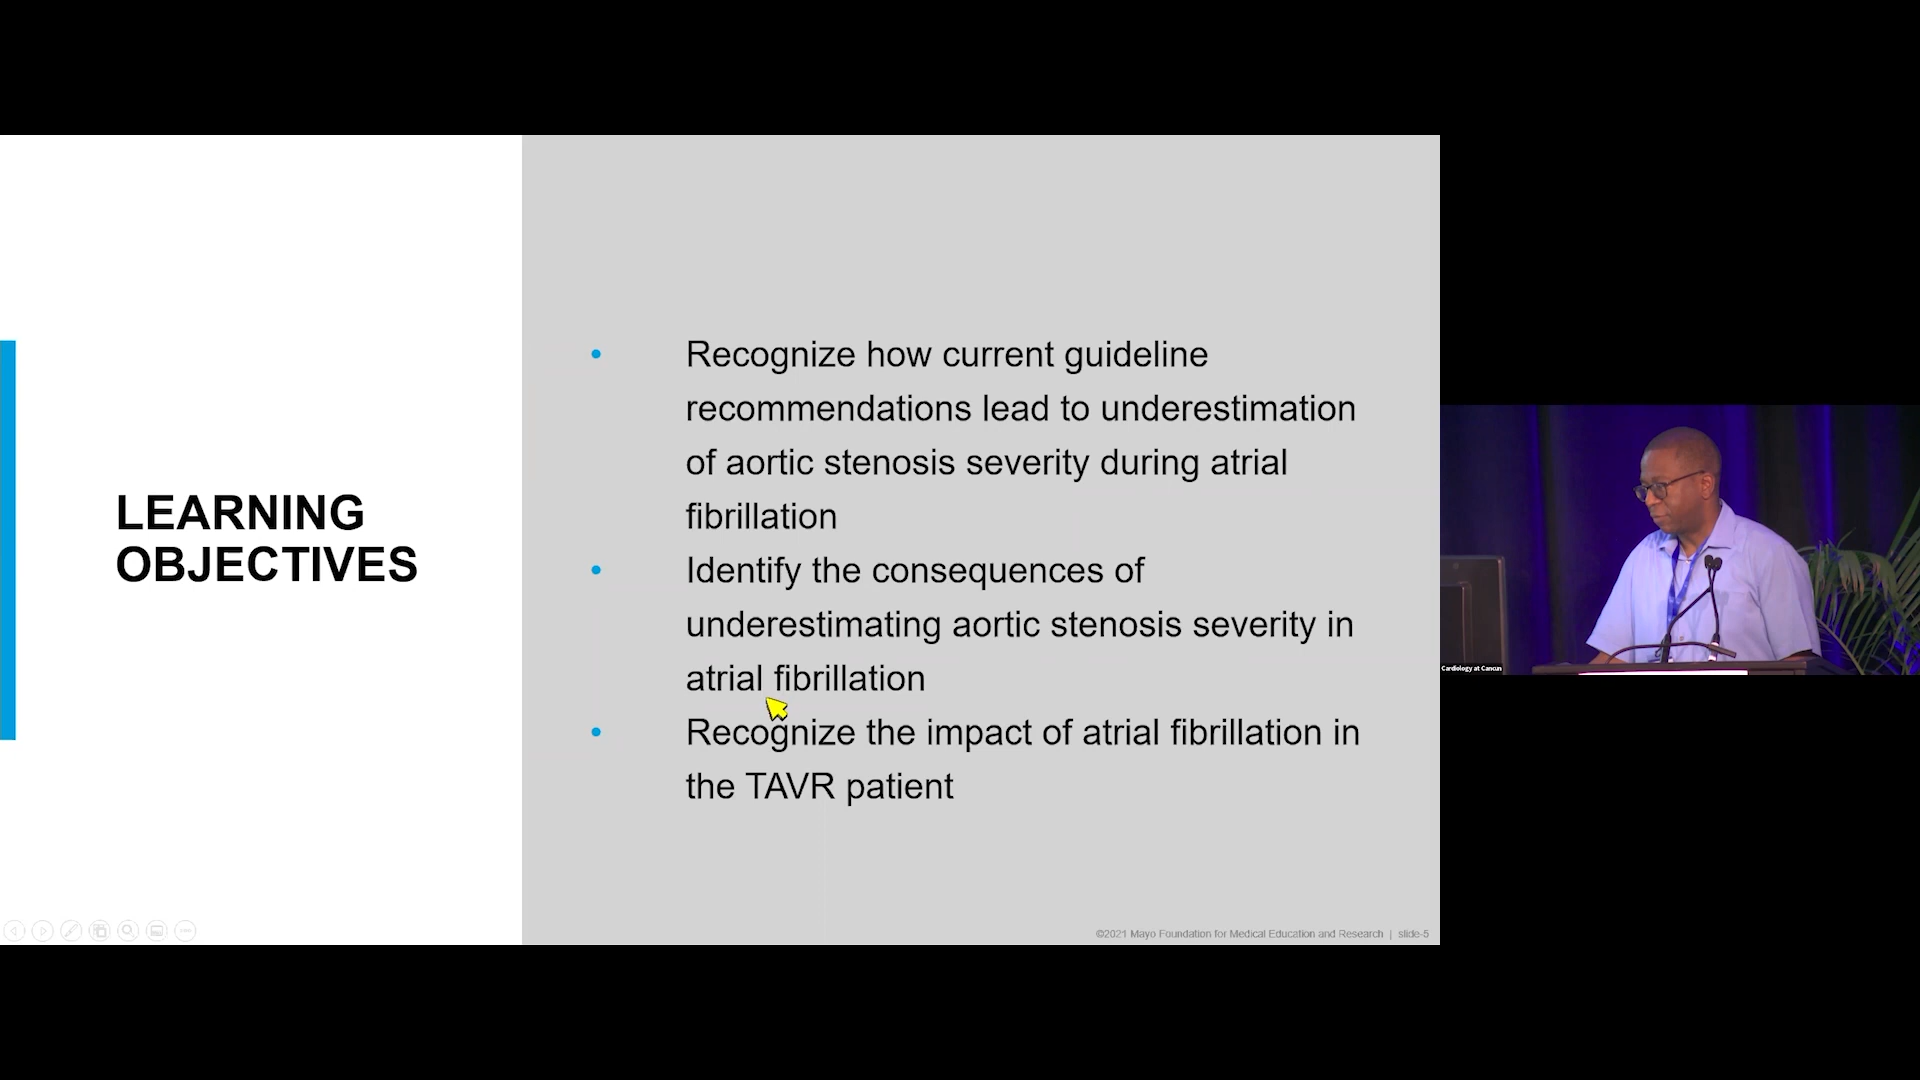 LEARNING
OBJECTIVES
• Recognize how current guideline
recommendations lead to underestimation
of aortic stenosis severity during atrial
fibrillation
• Identify the consequences of
underestimating aortic stenosis severity in
atrial fibrillation
• Recognize the impact of atrial fibrillation in
the TAVR patient
©2021 Mayo Foundation for Medical Education and Research | slide-5
Cardiology at Cancun